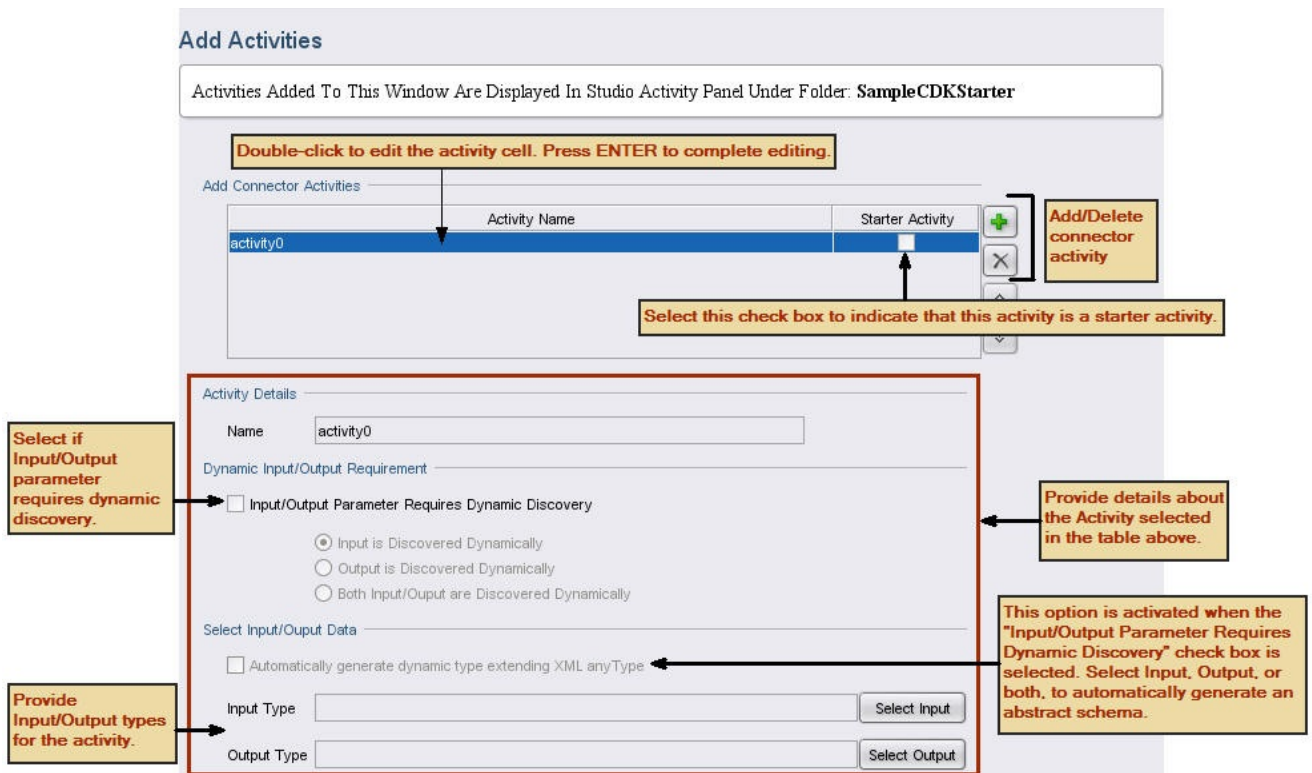 Add Activities
Activities Added To This Window Are Displayed In Studio Activity Panel Under Folder: SampleCDKStarter
Double-click to edit the activity cell. Press ENTER to complete editing.
Add Connector Activities
Activity Name
Starter Activity
activity0
Add/Delete
connector
activity
Select this check box to indicate that this activity is a starter activity.
Activity Details
Name
activity0
Select if
Input/Output
parameter
requires dynamic
discovery.
Dynamic Input/Output Requirement
Input/Output Parameter Requires Dynamic Discovery
Input is Discovered Dynamically
Output is Discovered Dynamically
Both Input/Ouput are Discovered Dynamically
Provide details about
the Activity selected
in the table above.
Select Input/Ouput Data
Automatically generate dynamic type extending XML anyType
This option is activated when the
"Input/Output Parameter Requires
Dynamic Discovery" check box is
selected. Select Input, Output, or
both, to automatically generate an
abstract schema.
Provide
Input/Output types
for the activity.
Input Type
Select Input
Output Type
Select Output